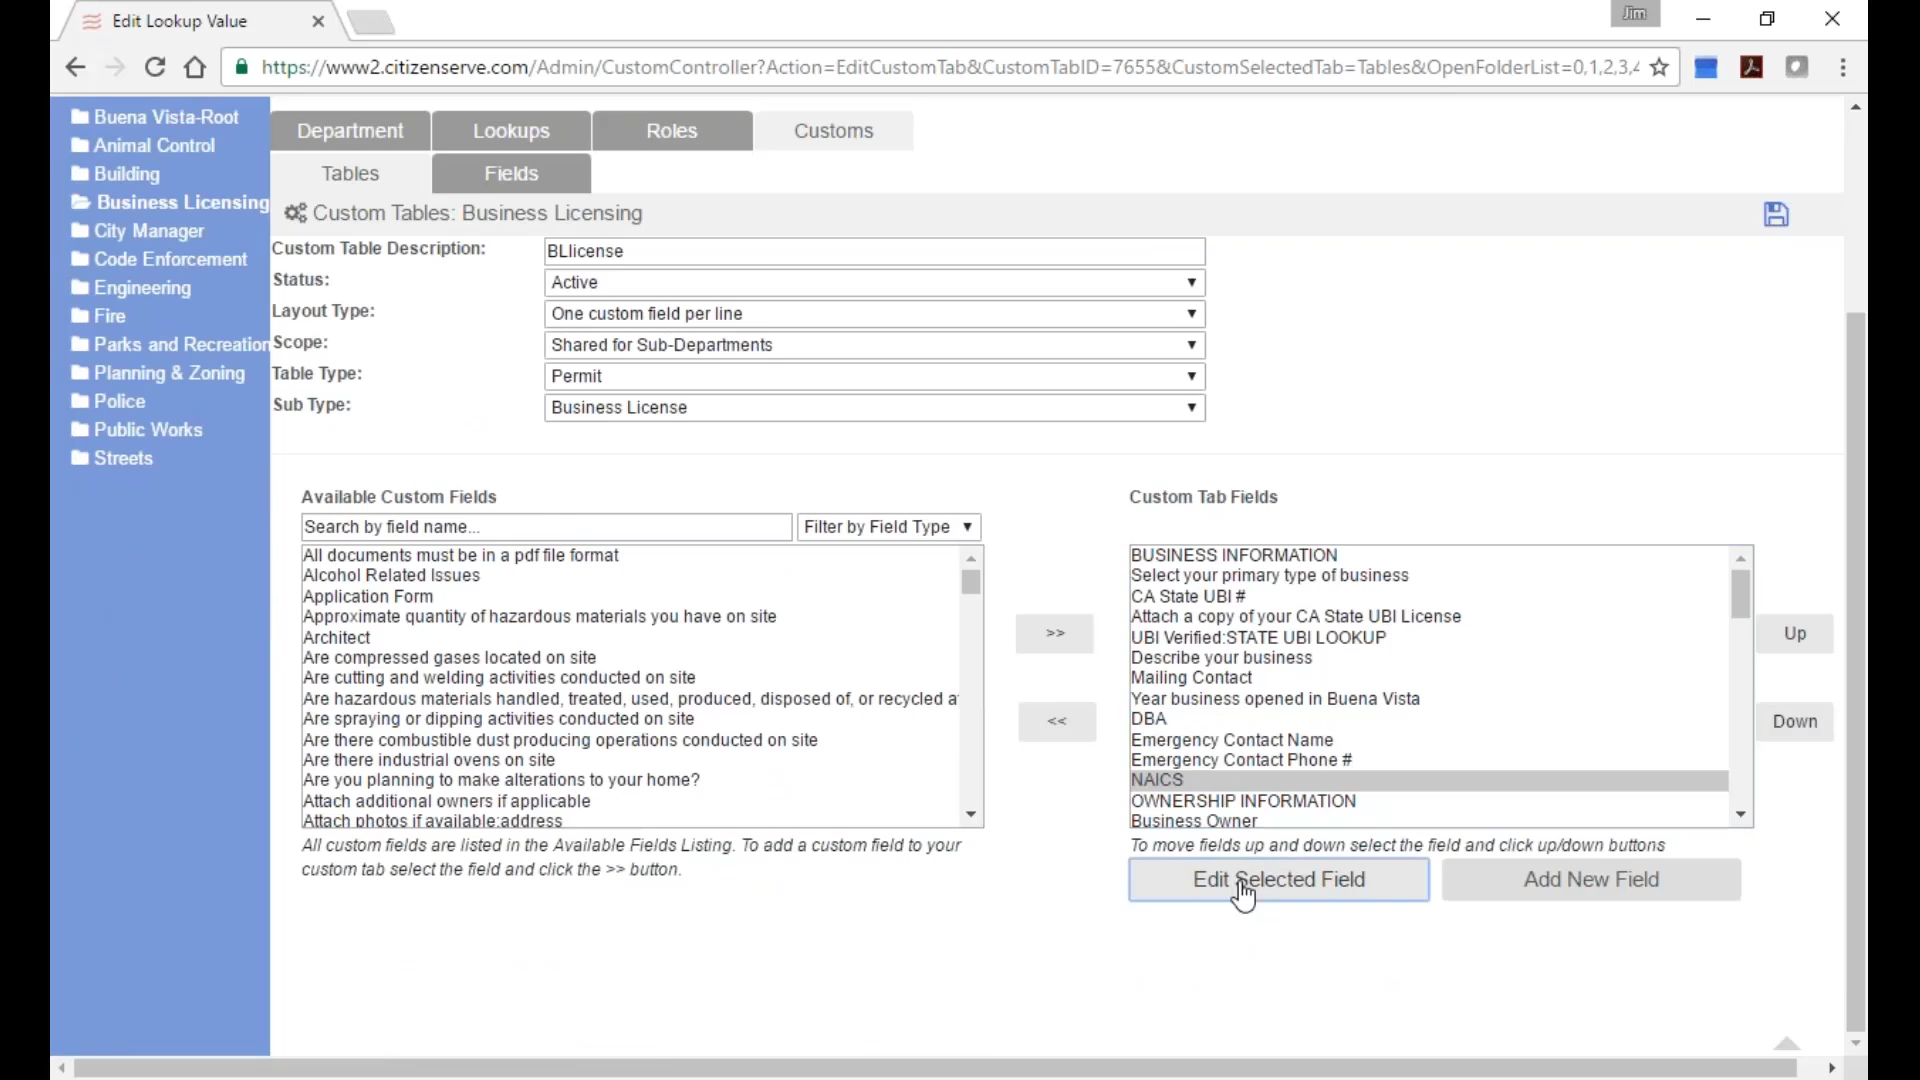 Edit Lookup Value
Jim
https://www2.citizenserve.com/Admin/CustomController?Action=EditCustomTab&CustomTabID=7655&CustomSelectedTab=Tables&OpenFolderList=0,1,2,3,4
Buena Vista-Root
Animal Control
Building
Business Licensing
City Manager
Code Enforcement
Engineering
Fire
Parks and Recreation
Planning & Zoning
Police
Public Works
Streets
Department
Lookups
Roles
Customs
Tables
Fields
Custom Tables: Business Licensing
Custom Table Description: BLlicense
Status: Active
Layout Type: One custom field per line
Scope: Shared for Sub-Departments
Table Type: Permit
Sub Type: Business License
Available Custom Fields
Search by field name...
Filter by Field Type
All documents must be in a pdf file format
Alcohol Related Issues
Application Form
Approximate quantity of hazardous materials you have on site
Architect
Are compressed gases located on site
Are cutting and welding activities conducted on site
Are hazardous materials handled, treated, used, produced, disposed of, or recycled a
Are spraying or dipping activities conducted on site
Are there combustible dust producing operations conducted on site
Are there industrial ovens on site
Are you planning to make alterations to your home?
Attach additional owners if applicable
Attach photos if available:address
All custom fields are listed in the Available Fields Listing. To add a custom field to your
custom tab select the field and click the >> button.
>>
<<
Custom Tab Fields
BUSINESS INFORMATION
Select your primary type of business
CA State UBI #
Attach a copy of your CA State UBI License
UBI Verified:STATE UBI LOOKUP
Describe your business
Mailing Contact
Year business opened in Buena Vista
DBA
Emergency Contact Name
Emergency Contact Phone #
NAICS
OWNERSHIP INFORMATION
Business Owner
Up
Down
To move fields up and down select the field and click up/down buttons
Edit Selected Field
Add New Field